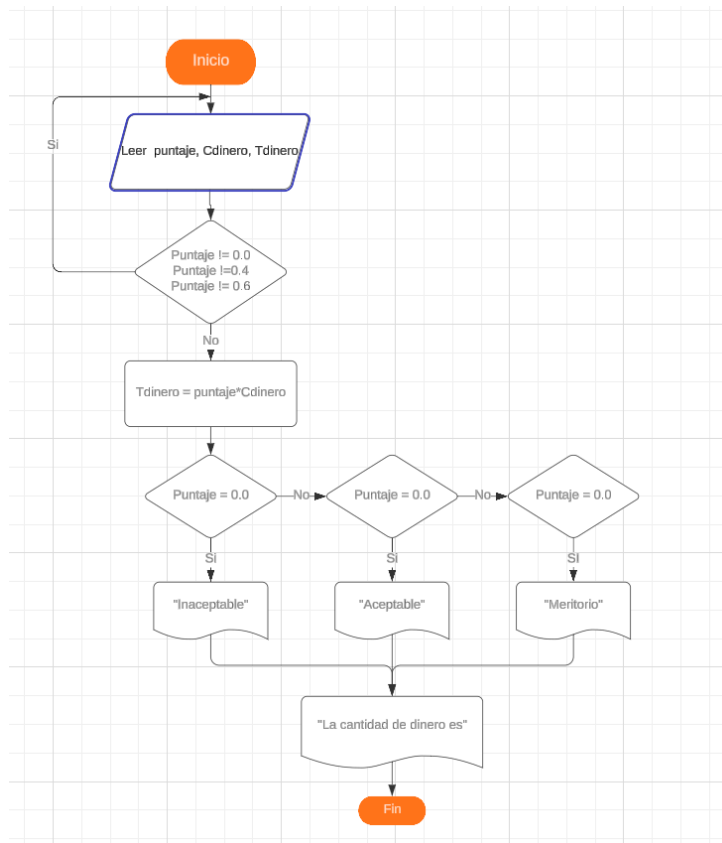 Inicio
Si
Leer puntaje, Cdinero, Tdinero
Puntaje != 0.0
Puntaje !=0.4
Puntaje != 0.6
No
Tdinero = puntaje*Cdinero
Puntaje = 0.0
No
Puntaje = 0.0
No
Puntaje = 0.0
Si
Si
SI
"Inaceptable"
"Aceptable"
"Meritorio"
"La cantidad de dinero es"
Fin